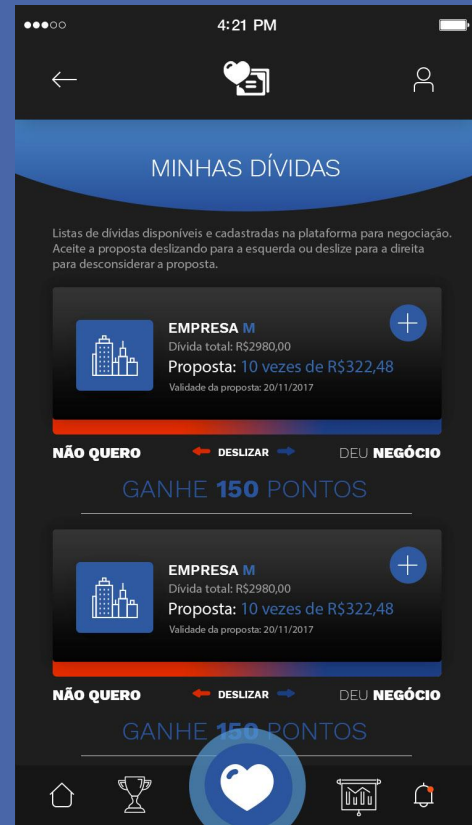 4:21 PM
MINHAS DÍVIDAS
Listas de dívidas disponíveis e cadastradas na plataforma para negociação.
Aceite a proposta deslizando para a esquerda ou deslize para a direita
para desconsiderar a proposta.
EMPRESA M
Dívida total: R$2980,00
Proposta: 10 vezes de R$322,48
Validade da proposta: 20/11/2017
NÃO QUERO DESLIZAR DEU NEGÓCIO
GANHE 150 PONTOS
EMPRESA M
Dívida total: R$2980,00
Proposta: 10 vezes de R$322,48
Validade da proposta: 20/11/2017
NÃO QUERO DESLIZAR DEU NEGÓCIO
GANHE 150 PONTOS